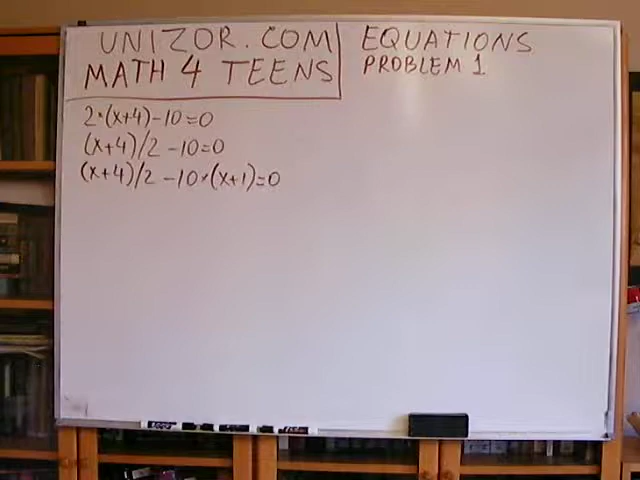 UNIZOR.COM
MATH 4 TEENS
EQUATIONS
PROBLEM 1
2·(x+4)-10=0
(x+4)/2 -10=0
(x+4)/2 -10·(x+1)=0